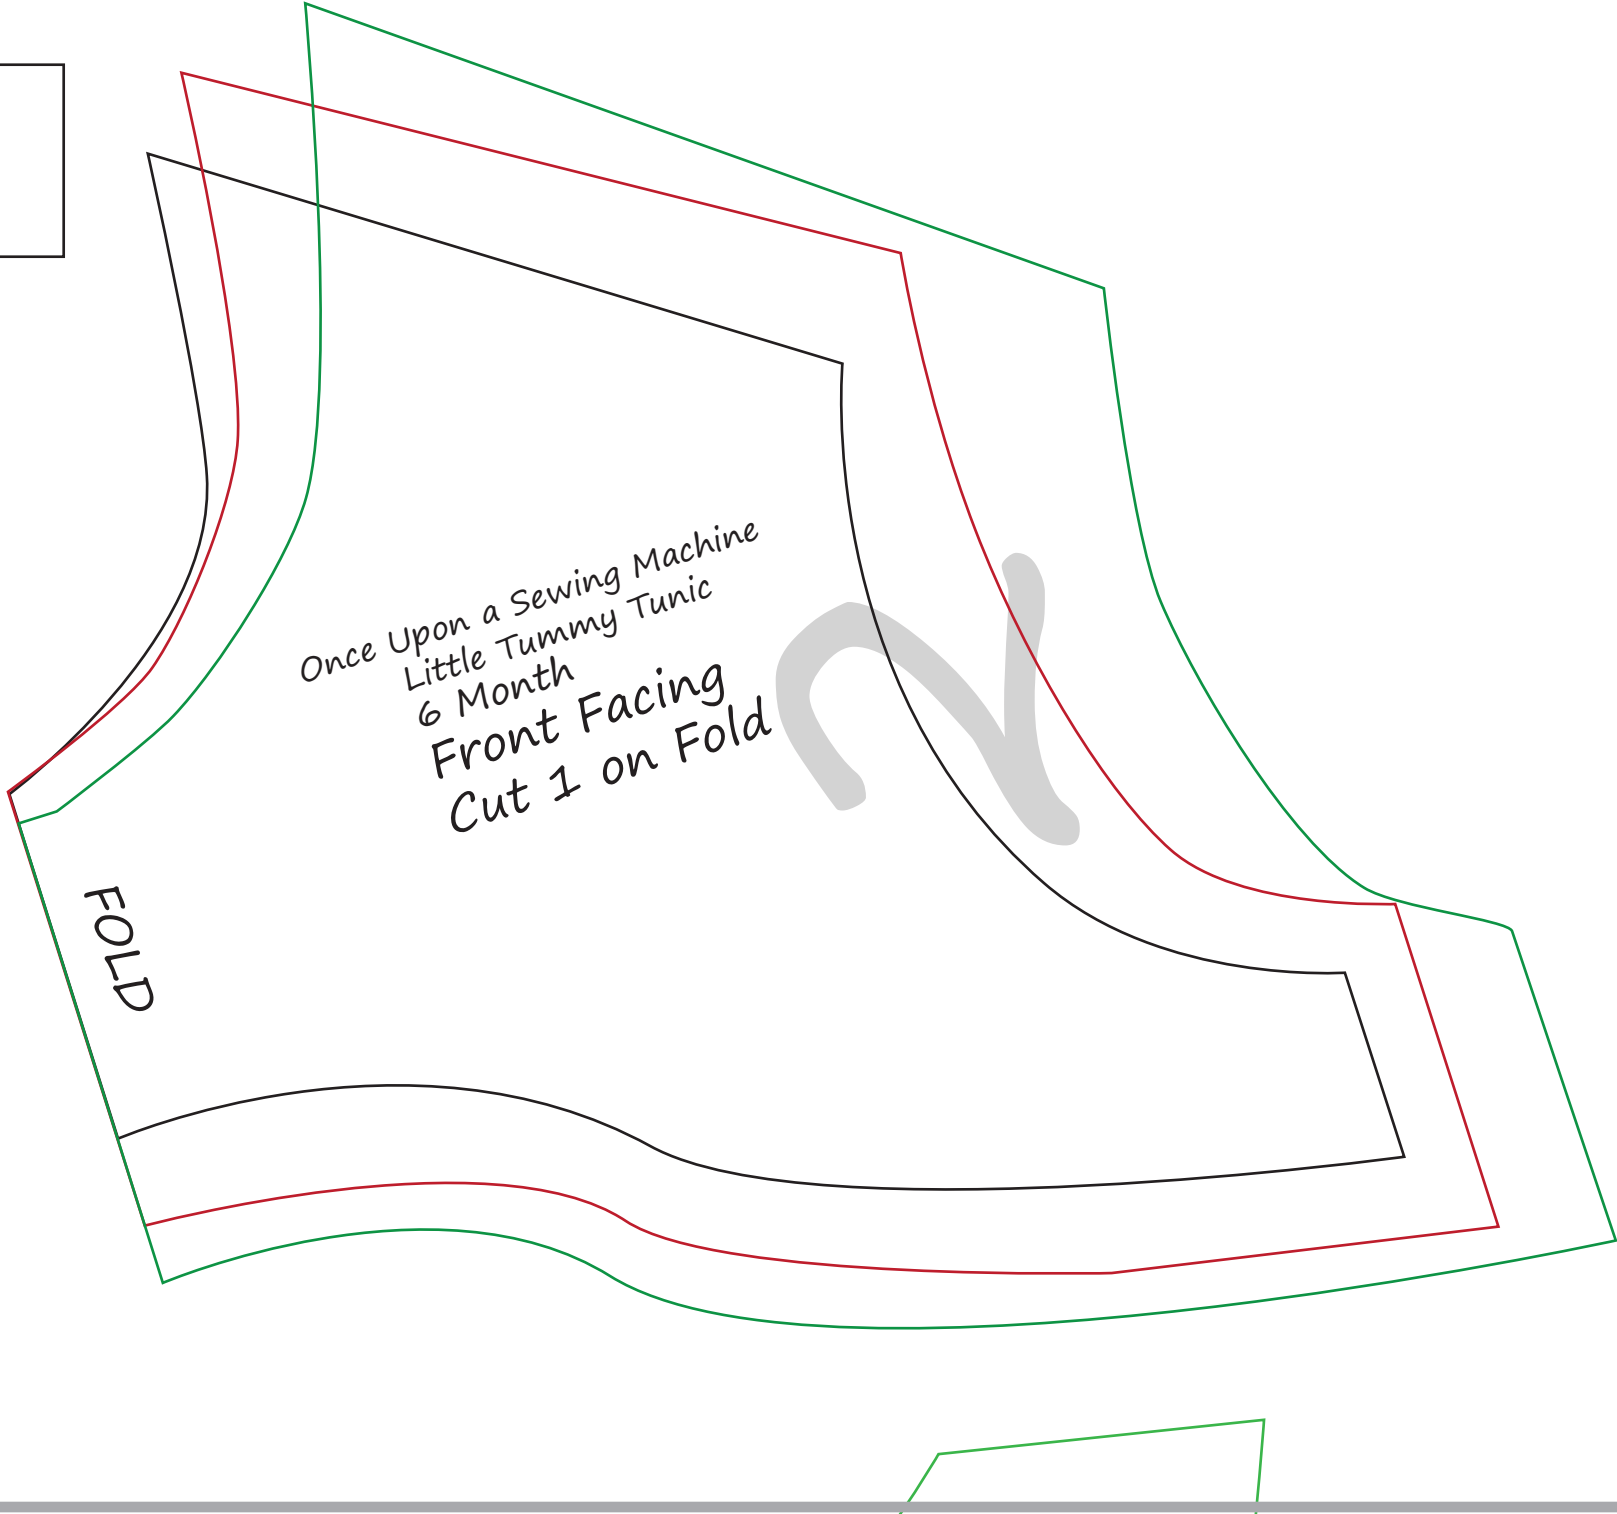 Once Upon a Sewing Machine
Little Tummy Tunic
6 Month
Front Facing
Cut 1 on Fold
2
FOLD